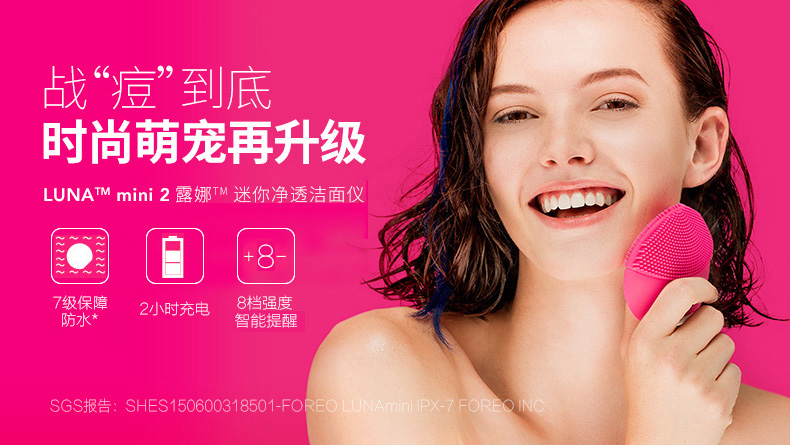 战“痘”到底
时尚萌宠再升级
LUNA™ mini 2 露娜™ 迷你净透洁面仪
+8-
7级保障
防水*
2小时充电
8档强度
智能提醒
SGS报告：SHES150600318501-FOREO LUNAmini IPX-7 FOREO INC